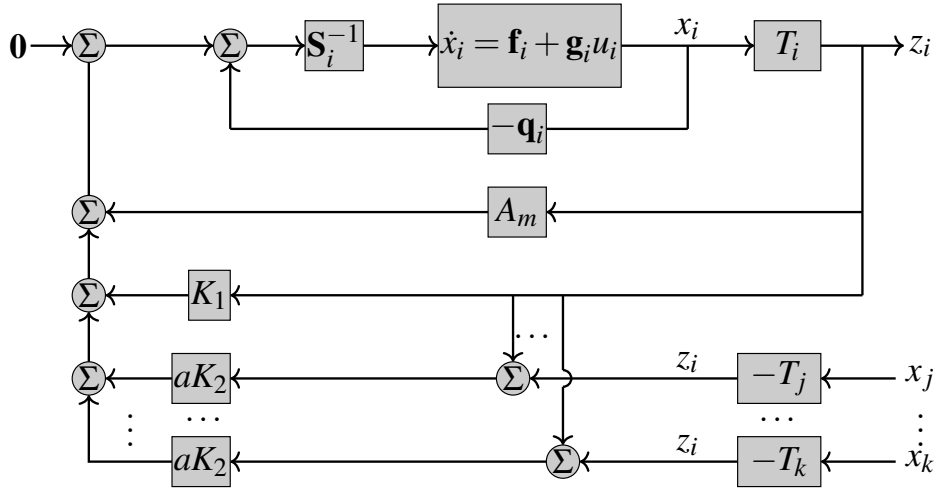 0 Σ Σ S_i^{-1} ẋ_i = f_i + g_i u_i x_i T_i z_i
−q_i
Σ A_m
Σ K_1
...
Σ aK_2 Σ z_i −T_j x_j
⋮ ... ... ⋮
aK_2 Σ z_i −T_k x_k